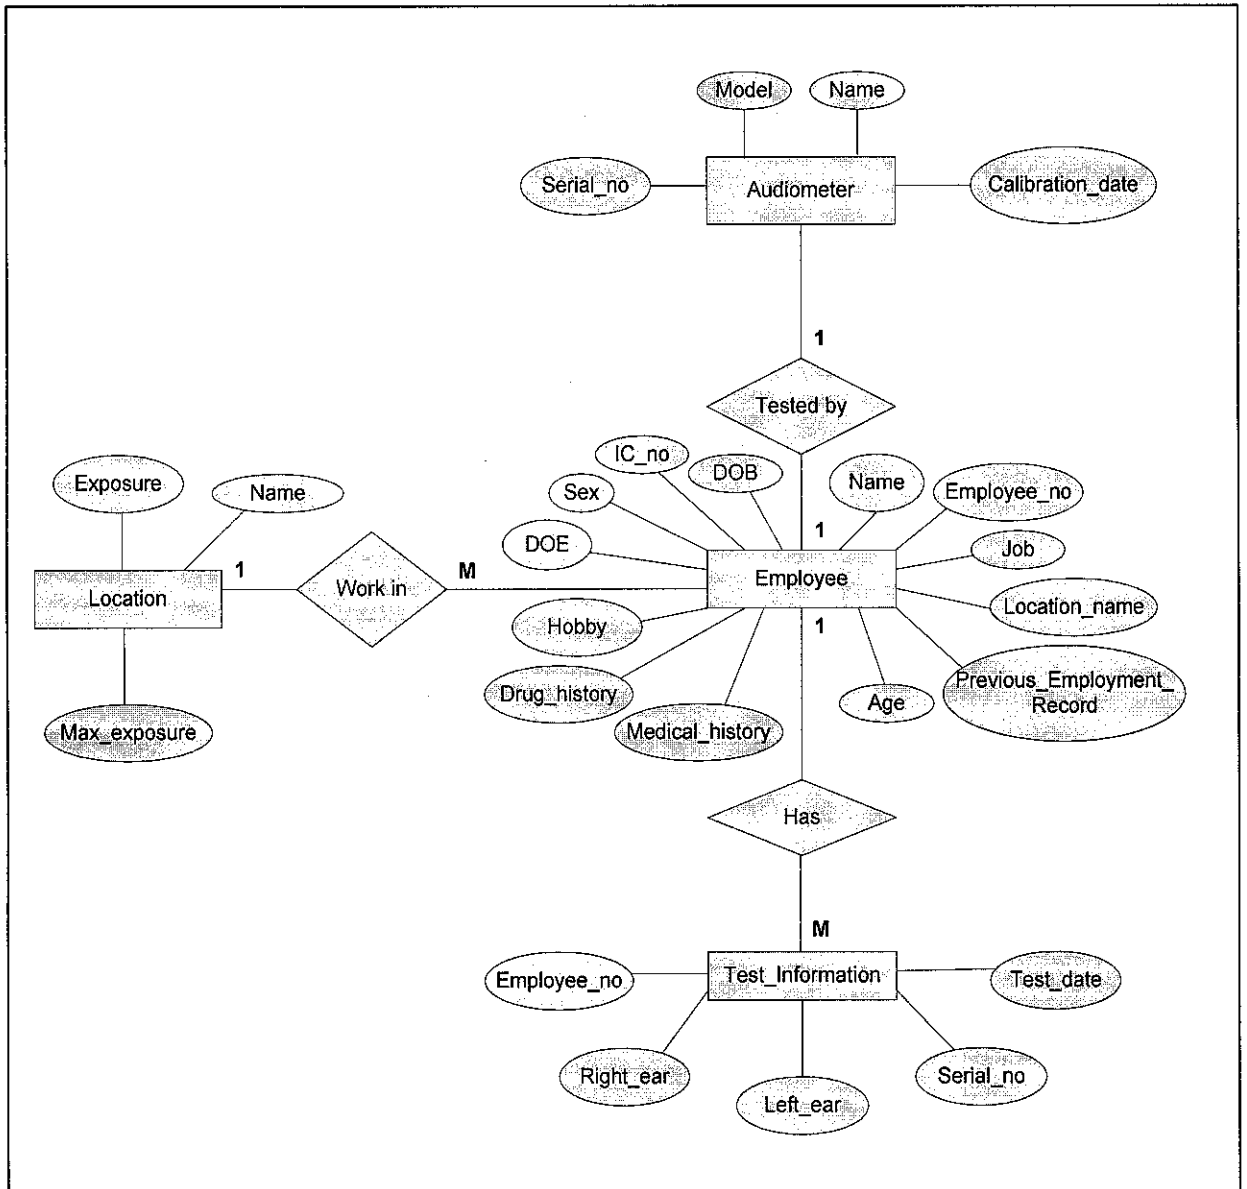 Model
Name
Serial_no
Audiometer
Calibration_date
1
Tested by
IC_no
DOB
Name
Employee_no
Exposure
Name
Sex
DOE
1
Job
Location
1
Work in
M
Employee
Location_name
Hobby
1
Drug_history
Previous_Employment_
Record
Age
Max_exposure
Medical_history
Has
M
Employee_no
Test_Information
Test_date
Right_ear
Left_ear
Serial_no